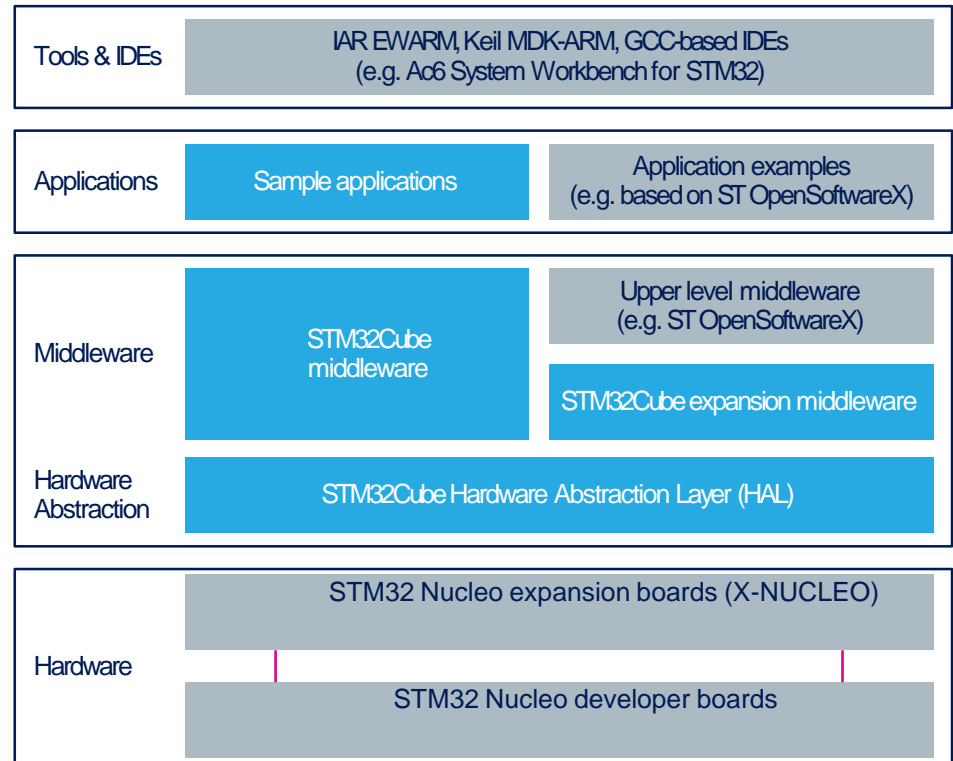 Tools & IDEs
IAR EWARM, Keil MDK-ARM, GCC-based IDEs
(e.g. Ac6 System Workbench for STM32)
Applications
Sample applications
Application examples
(e.g. based on ST OpenSoftwareX)
Middleware
STM32Cube
middleware
Upper level middleware
(e.g. ST OpenSoftwareX)
STM32Cube expansion middleware
Hardware
Abstraction
STM32Cube Hardware Abstraction Layer (HAL)
Hardware
STM32 Nucleo expansion boards (X-NUCLEO)
STM32 Nucleo developer boards